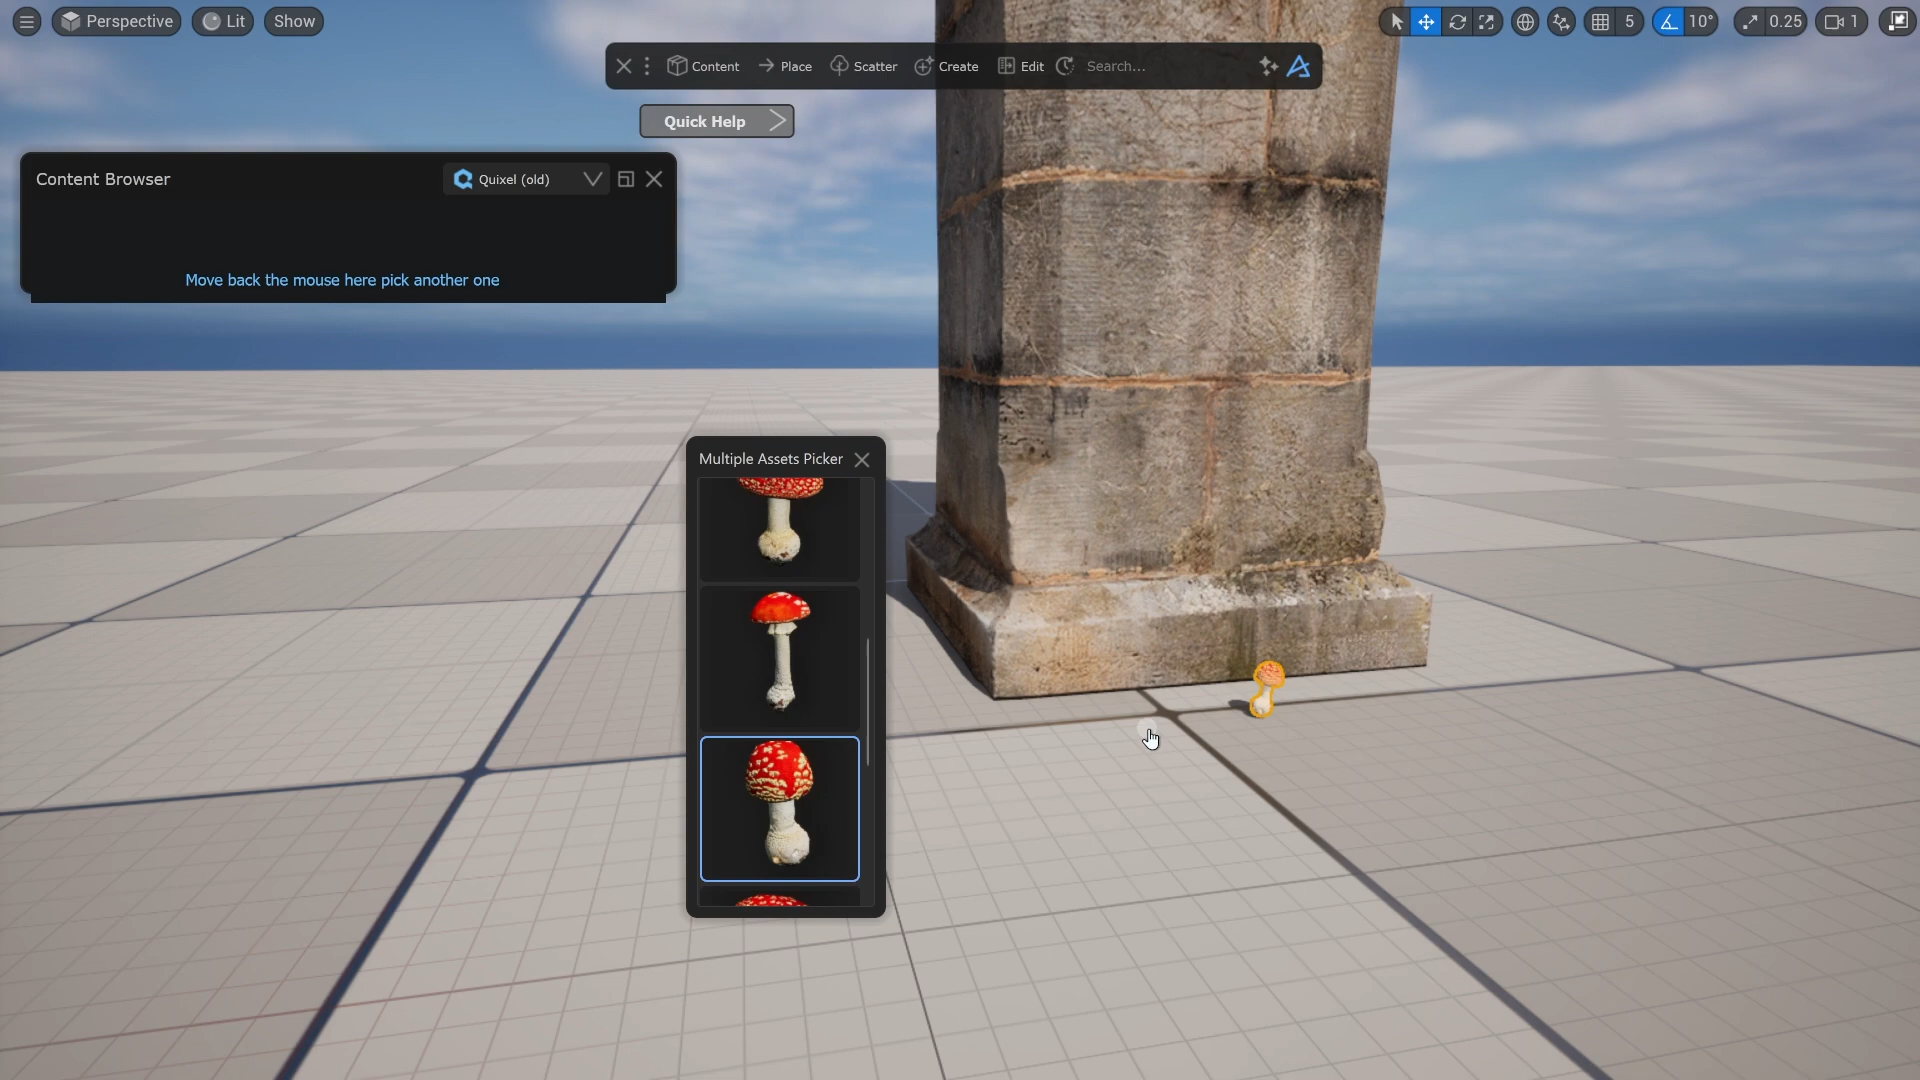 Perspective
Lit
Show
5
10°
0.25
1
Content
Place
Scatter
Create
Edit
Search...
Quick Help
Content Browser
Quixel (old)
Move back the mouse here pick another one
Multiple Assets Picker